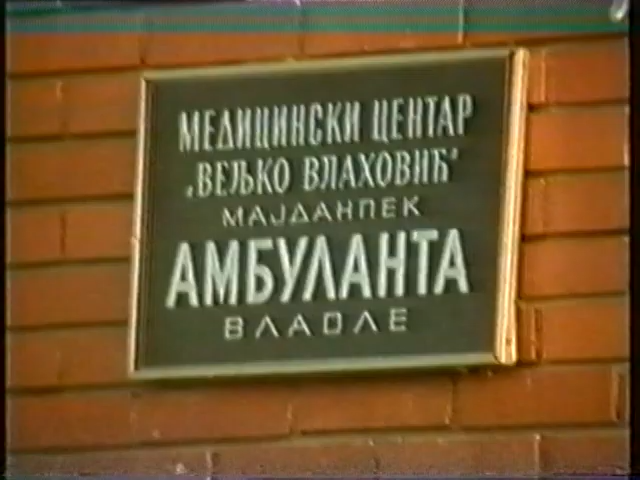 МЕДИЦИНСКИ ЦЕНТАР
„ВЕЉКО ВЛАХОВИЋ“
МАЈДАНПЕК
АМБУЛАНТА
ВЛАОЛЕ